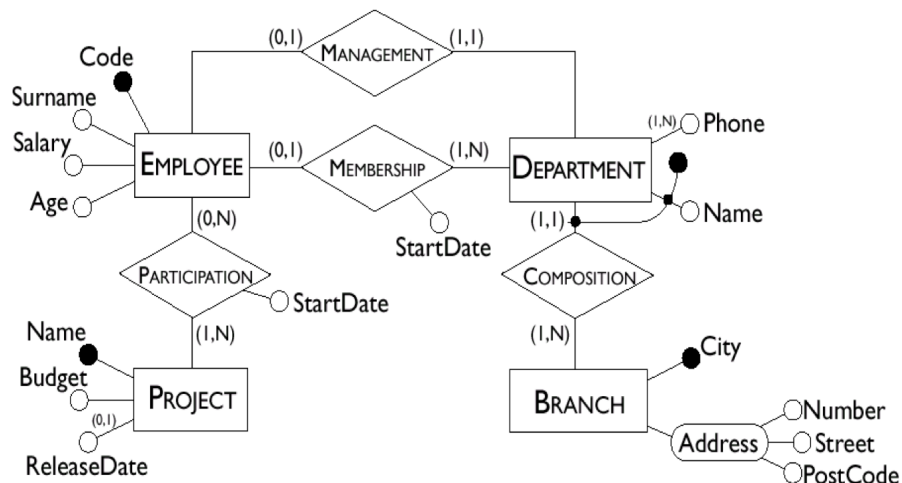 (0,1) MANAGEMENT (1,1)
Code
Surname
Salary
Age
EMPLOYEE
(0,1) MEMBERSHIP (1,N)
StartDate
DEPARTMENT
(1,N) Phone
Name
(0,N)
PARTICIPATION
StartDate
(1,N)
(1,1)
COMPOSITION
(1,N)
Name
Budget
(0,1)
ReleaseDate
PROJECT
BRANCH
City
Address
Number
Street
PostCode